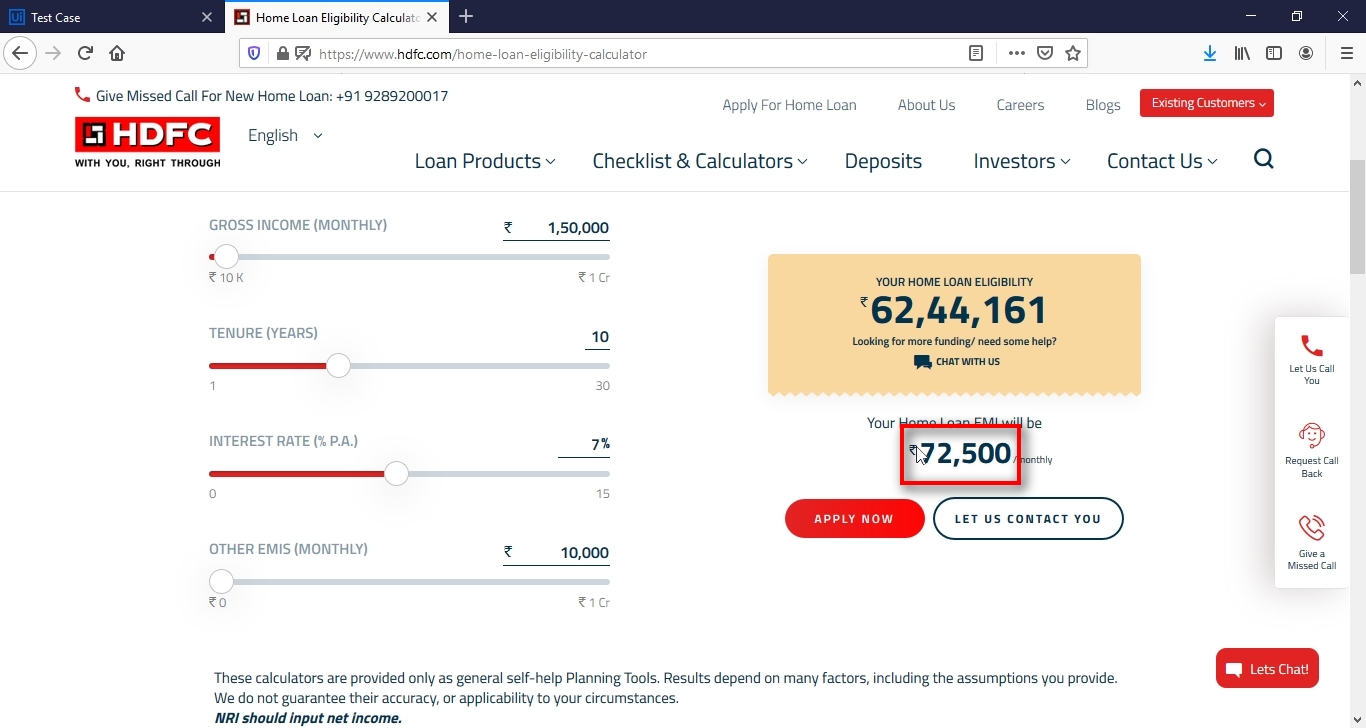 Test Case
Home Loan Eligibility Calculato
https://www.hdfc.com/home-loan-eligibility-calculator
Give Missed Call For New Home Loan: +91 9289200017
Apply For Home Loan About Us Careers Blogs Existing Customers
HDFC
WITH YOU, RIGHT THROUGH
English
Loan Products Checklist & Calculators Deposits Investors Contact Us
GROSS INCOME (MONTHLY) ₹ 1,50,000
₹ 10 K ₹ 1 Cr
TENURE (YEARS) 10
1 30
INTEREST RATE (% P.A.) 7%
0 15
OTHER EMIS (MONTHLY) ₹ 10,000
₹ 0 ₹ 1 Cr
YOUR HOME LOAN ELIGIBILITY
₹ 62,44,161
Looking for more funding/ need some help?
CHAT WITH US
Your Home Loan EMI will be
₹ 72,500 /monthly
APPLY NOW LET US CONTACT YOU
Let Us Call
You
Request Call
Back
Give a
Missed Call
Lets Chat!
These calculators are provided only as general self-help Planning Tools. Results depend on many factors, including the assumptions you provide.
We do not guarantee their accuracy, or applicability to your circumstances.
NRI should input net income.